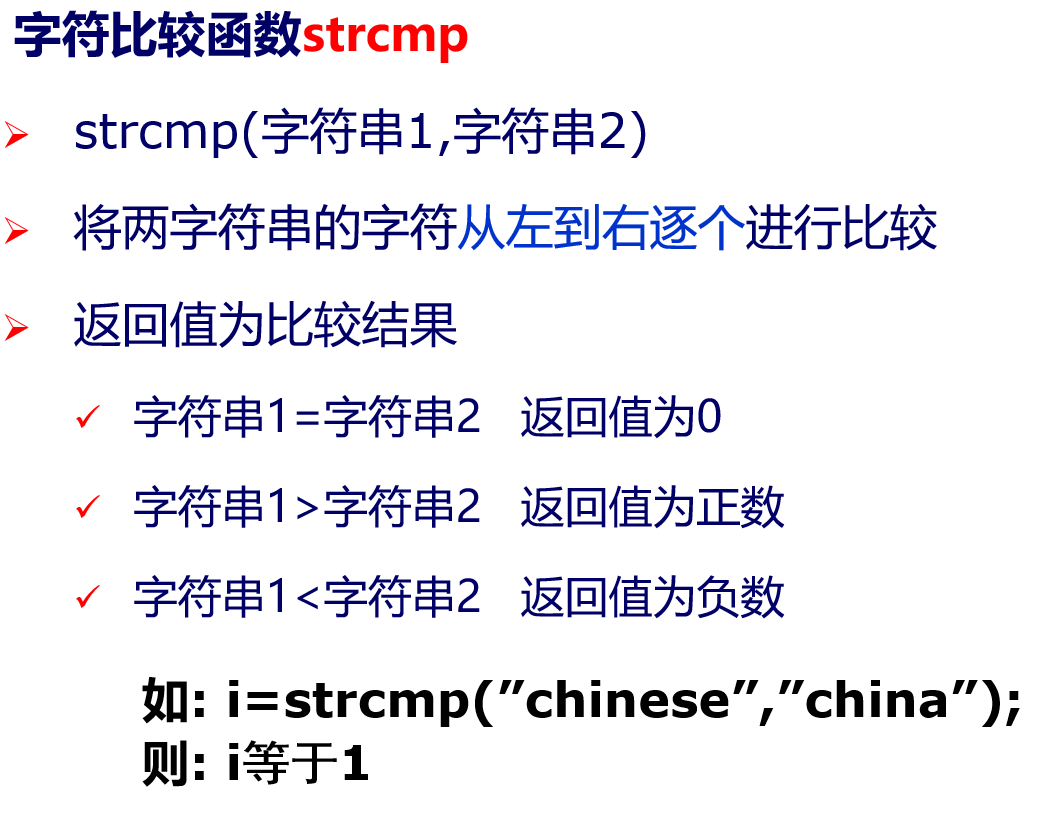 字符比较函数strcmp
strcmp(字符串1,字符串2)
将两字符串的字符从左到右逐个进行比较
返回值为比较结果
字符串1=字符串2 返回值为0
字符串1>字符串2 返回值为正数
字符串1<字符串2 返回值为负数
如: i=strcmp(”chinese”,”china”);
则: i等于1